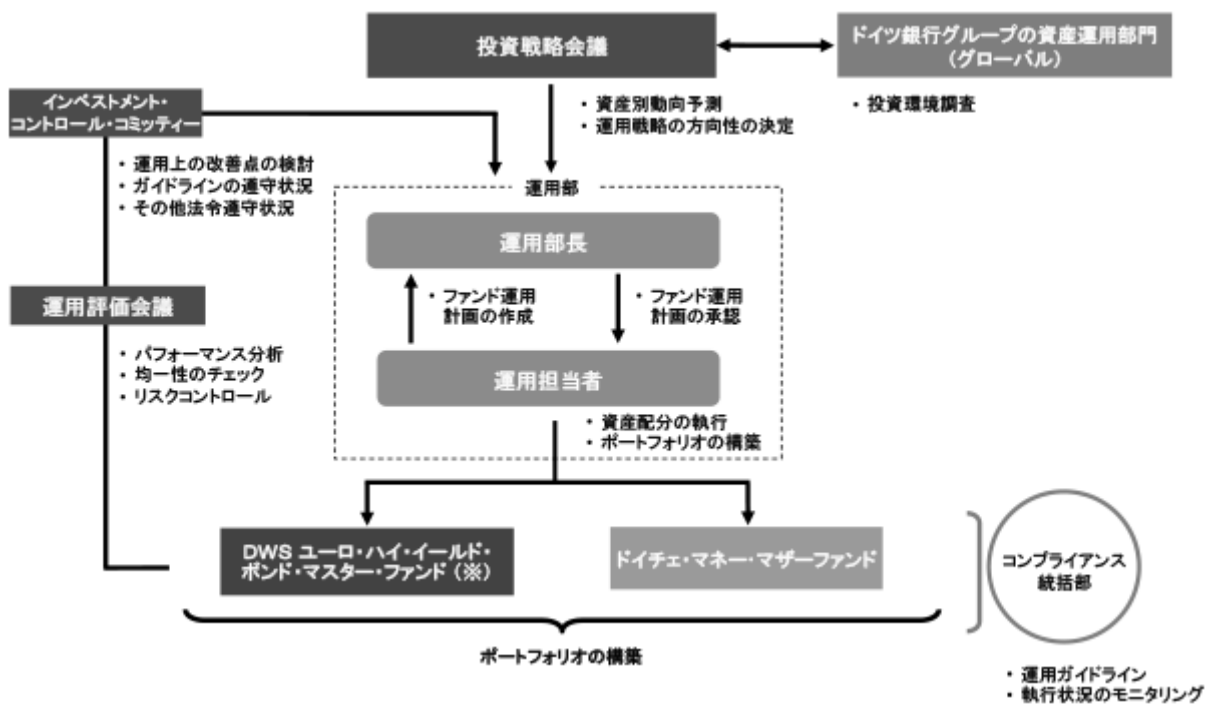 投資戦略会議
ドイツ銀行グループの資産運用部門
(グローバル)
・ 資産別動向予測
・ 運用戦略の方向性の決定
・ 投資環境調査
インベストメント・
コントロール・コミッティー
・ 運用上の改善点の検討
・ ガイドラインの遵守状況
・ その他法令遵守状況
運用部
運用部長
・ ファンド運用
計画の作成
・ ファンド運用
計画の承認
運用評価会議
・ パフォーマンス分析
・ 均一性のチェック
・ リスクコントロール
運用担当者
・ 資産配分の執行
・ ポートフォリオの構築
DWS ユーロ・ハイ・イールド・
ボンド・マスター・ファンド (※)
ドイチェ・マネー・マザーファンド
コンプライアンス
統括部
ポートフォリオの構築
・ 運用ガイドライン
・ 執行状況のモニタリング